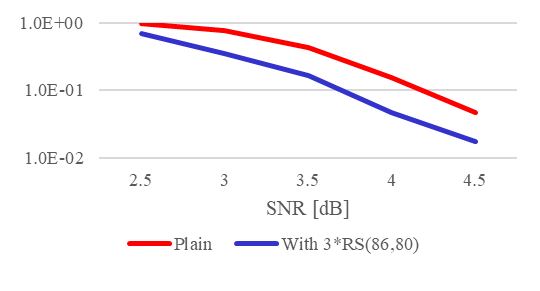 1.0E+00
1.0E-01
1.0E-02
2.5 3 3.5 4 4.5
SNR [dB]
Plain With 3*RS(86,80)